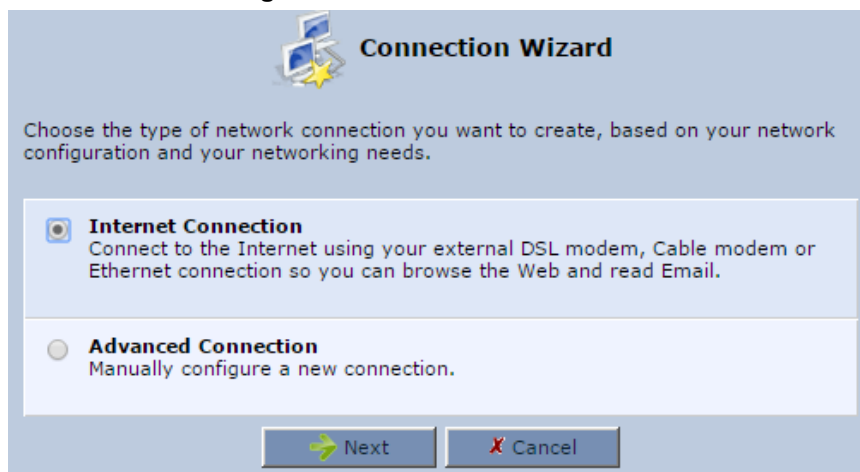 Connection Wizard
Choose the type of network connection you want to create, based on your network
configuration and your networking needs.
Internet Connection
Connect to the Internet using your external DSL modem, Cable modem or
Ethernet connection so you can browse the Web and read Email.
Advanced Connection
Manually configure a new connection.
Next
Cancel